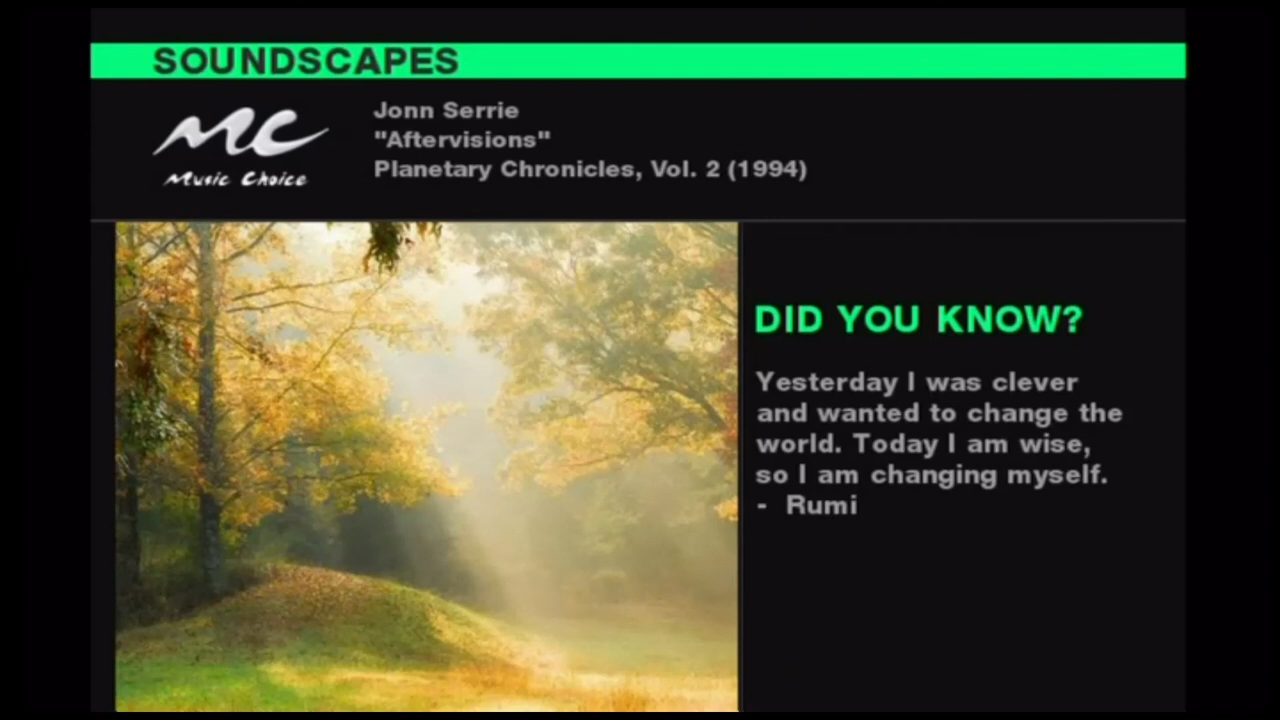 SOUNDSCAPES
MC
Music Choice
Jonn Serrie
"Aftervisions"
Planetary Chronicles, Vol. 2 (1994)
DID YOU KNOW?
Yesterday I was clever
and wanted to change the
world. Today I am wise,
so I am changing myself.
- Rumi